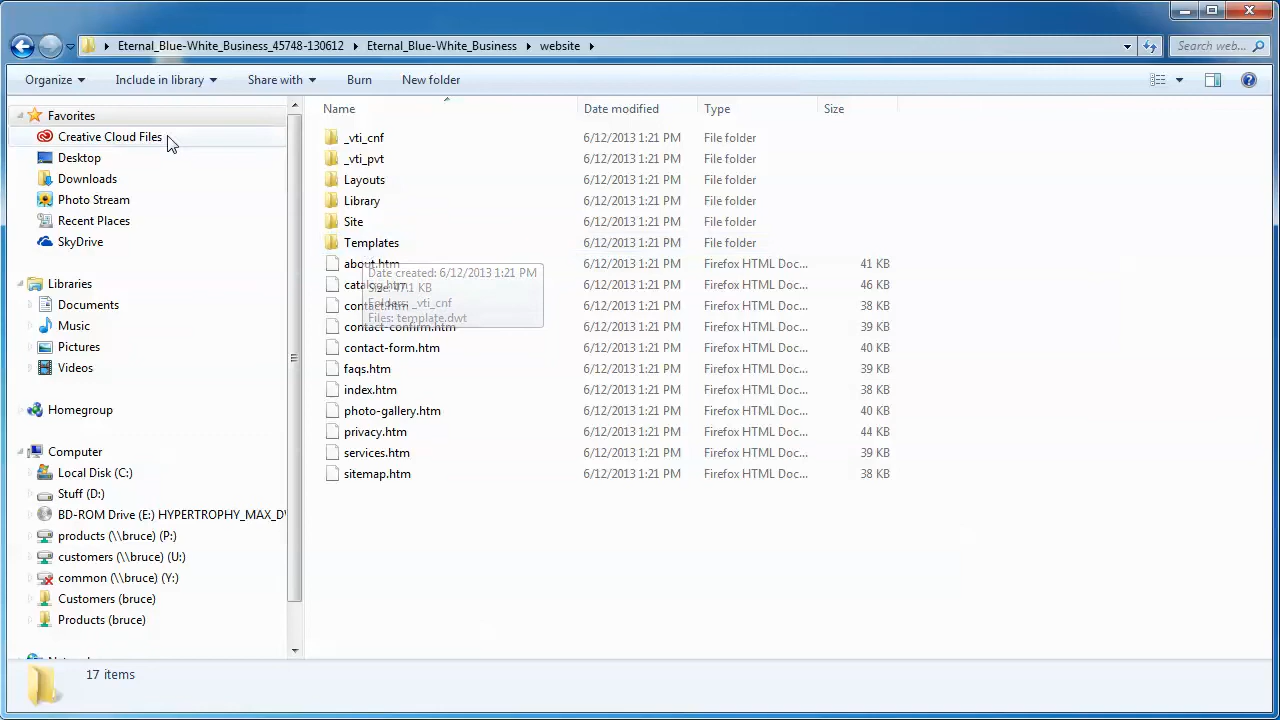 Eternal_Blue-White_Business_45748-130612 Eternal_Blue-White_Business website Search web...
Organize Include in library Share with Burn New folder
Favorites
Creative Cloud Files
Desktop
Downloads
Photo Stream
Recent Places
SkyDrive
Libraries
Documents
Music
Pictures
Videos
Homegroup
Computer
Local Disk (C:)
Stuff (D:)
BD-ROM Drive (E:) HYPERTROPHY_MAX_D
products (\\bruce) (P:)
customers (\\bruce) (U:)
common (\\bruce) (Y:)
Customers (bruce)
Products (bruce)
Name Date modified Type Size
_vti_cnf 6/12/2013 1:21 PM File folder
_vti_pvt 6/12/2013 1:21 PM File folder
Layouts 6/12/2013 1:21 PM File folder
Library 6/12/2013 1:21 PM File folder
Site 6/12/2013 1:21 PM File folder
Templates 6/12/2013 1:21 PM File folder
about.htm 6/12/2013 1:21 PM Firefox HTML Doc... 41 KB
catalog.htm 6/12/2013 1:21 PM Firefox HTML Doc... 46 KB
contact.htm 6/12/2013 1:21 PM Firefox HTML Doc... 38 KB
contact-confirm.htm 6/12/2013 1:21 PM Firefox HTML Doc... 39 KB
contact-form.htm 6/12/2013 1:21 PM Firefox HTML Doc... 40 KB
faqs.htm 6/12/2013 1:21 PM Firefox HTML Doc... 39 KB
index.htm 6/12/2013 1:21 PM Firefox HTML Doc... 38 KB
photo-gallery.htm 6/12/2013 1:21 PM Firefox HTML Doc... 40 KB
privacy.htm 6/12/2013 1:21 PM Firefox HTML Doc... 44 KB
services.htm 6/12/2013 1:21 PM Firefox HTML Doc... 39 KB
sitemap.htm 6/12/2013 1:21 PM Firefox HTML Doc... 38 KB
Date created: 6/12/2013 1:21 PM
Size: 47.1 KB
Folders: _vti_cnf
Files: template.dwt
17 items